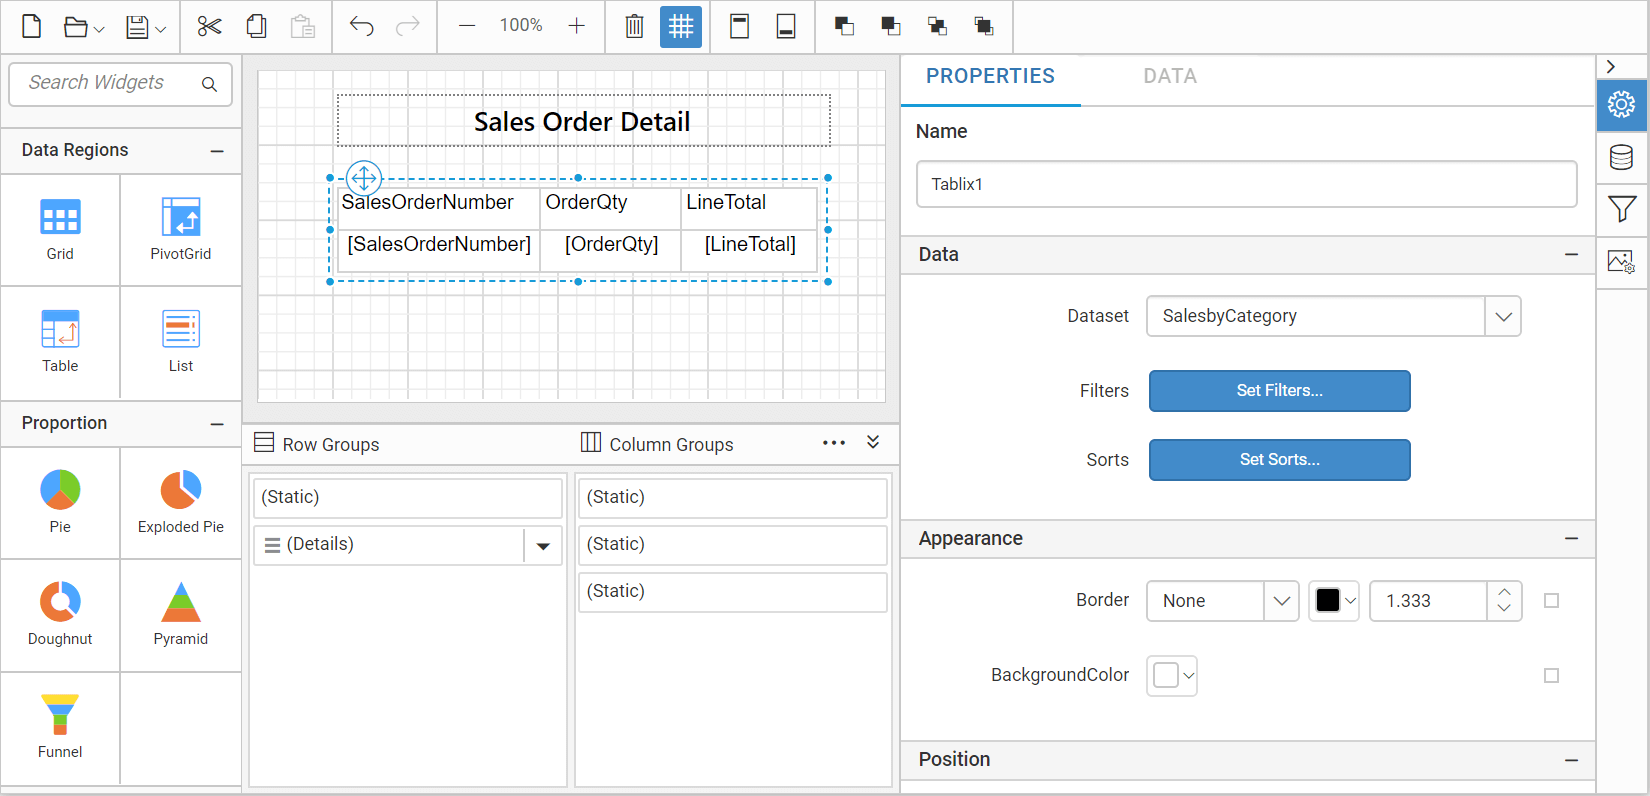 100%
Search Widgets
Data Regions
Grid
PivotGrid
Table
List
Proportion
Pie
Exploded Pie
Doughnut
Pyramid
Funnel
Sales Order Detail
SalesOrderNumber OrderQty LineTotal
[SalesOrderNumber] [OrderQty] [LineTotal]
Row Groups
(Static)
(Details)
Column Groups
(Static)
(Static)
(Static)
PROPERTIES DATA
Name
Tablix1
Data
Dataset SalesbyCategory
Filters Set Filters...
Sorts Set Sorts...
Appearance
Border None 1.333
BackgroundColor
Position